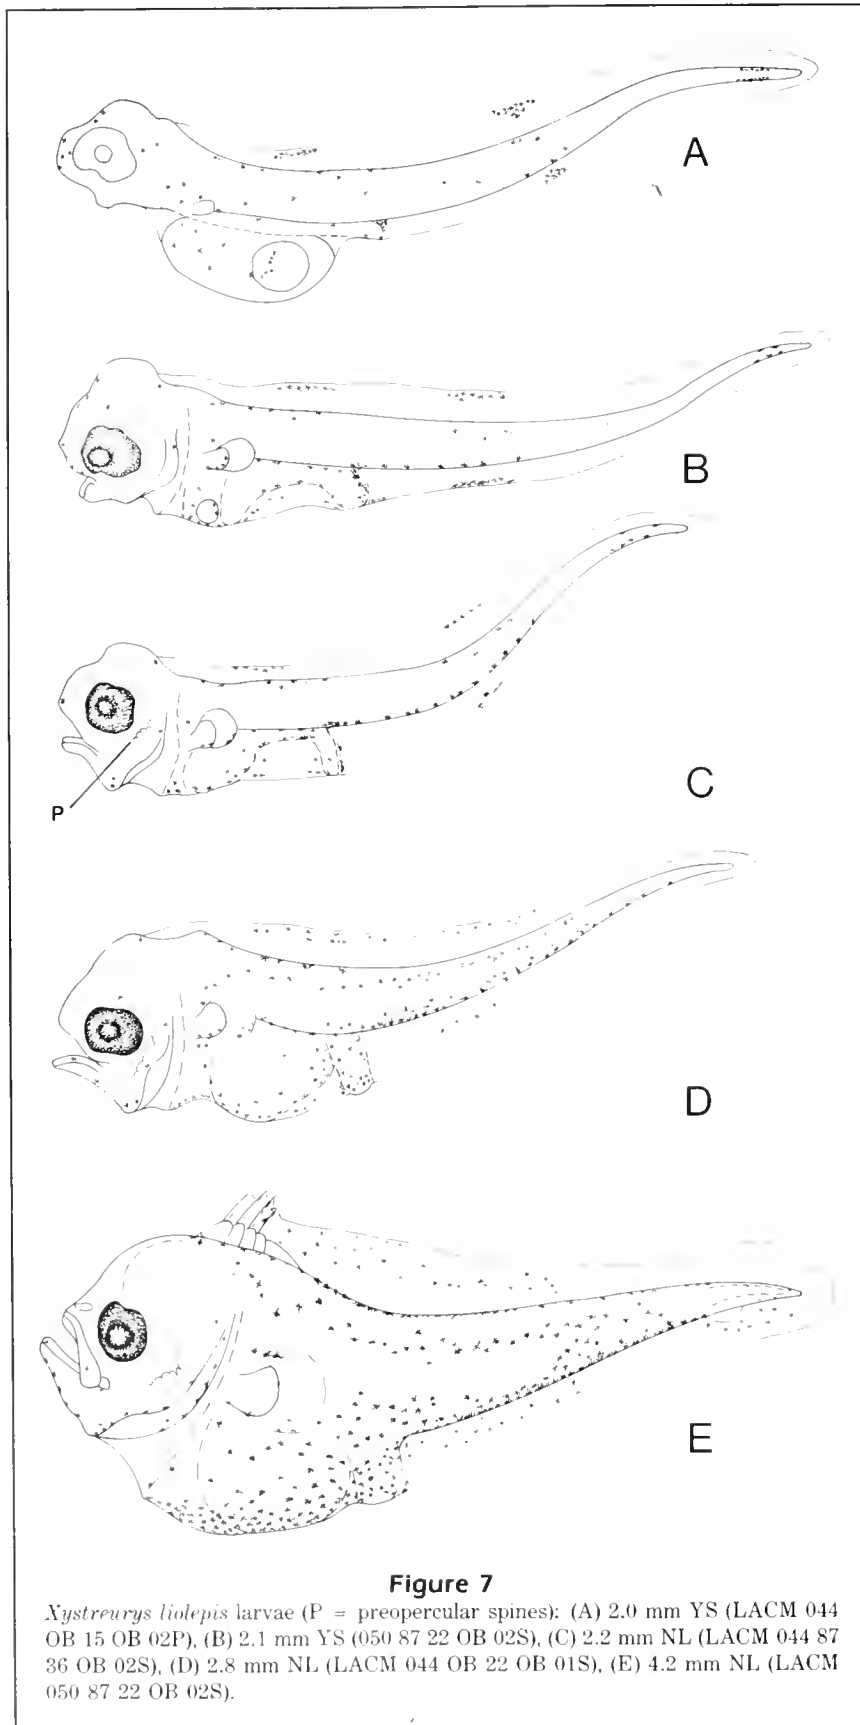 A
B
C
P
D
E
Figure 7
Xystreurys liolepis larvae (P = preopercular spines): (A) 2.0 mm YS (LACM 044
OB 15 OB 02P), (B) 2.1 mm YS (050 87 22 OB 02S), (C) 2.2 mm NL (LACM 044 87
36 OB 02S), (D) 2.8 mm NL (LACM 044 OB 22 OB 01S), (E) 4.2 mm NL (LACM
050 87 22 OB 02S).